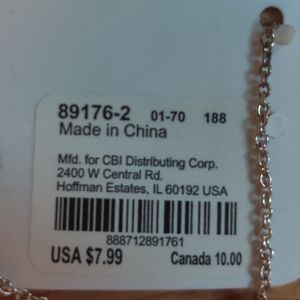 89176-2 01-70 188
Made in China
Mfd. for CBI Distributing Corp.
2400 W Central Rd.
Hoffman Estates, IL 60192 USA
888712891761
USA $7.99 Canada 10.00